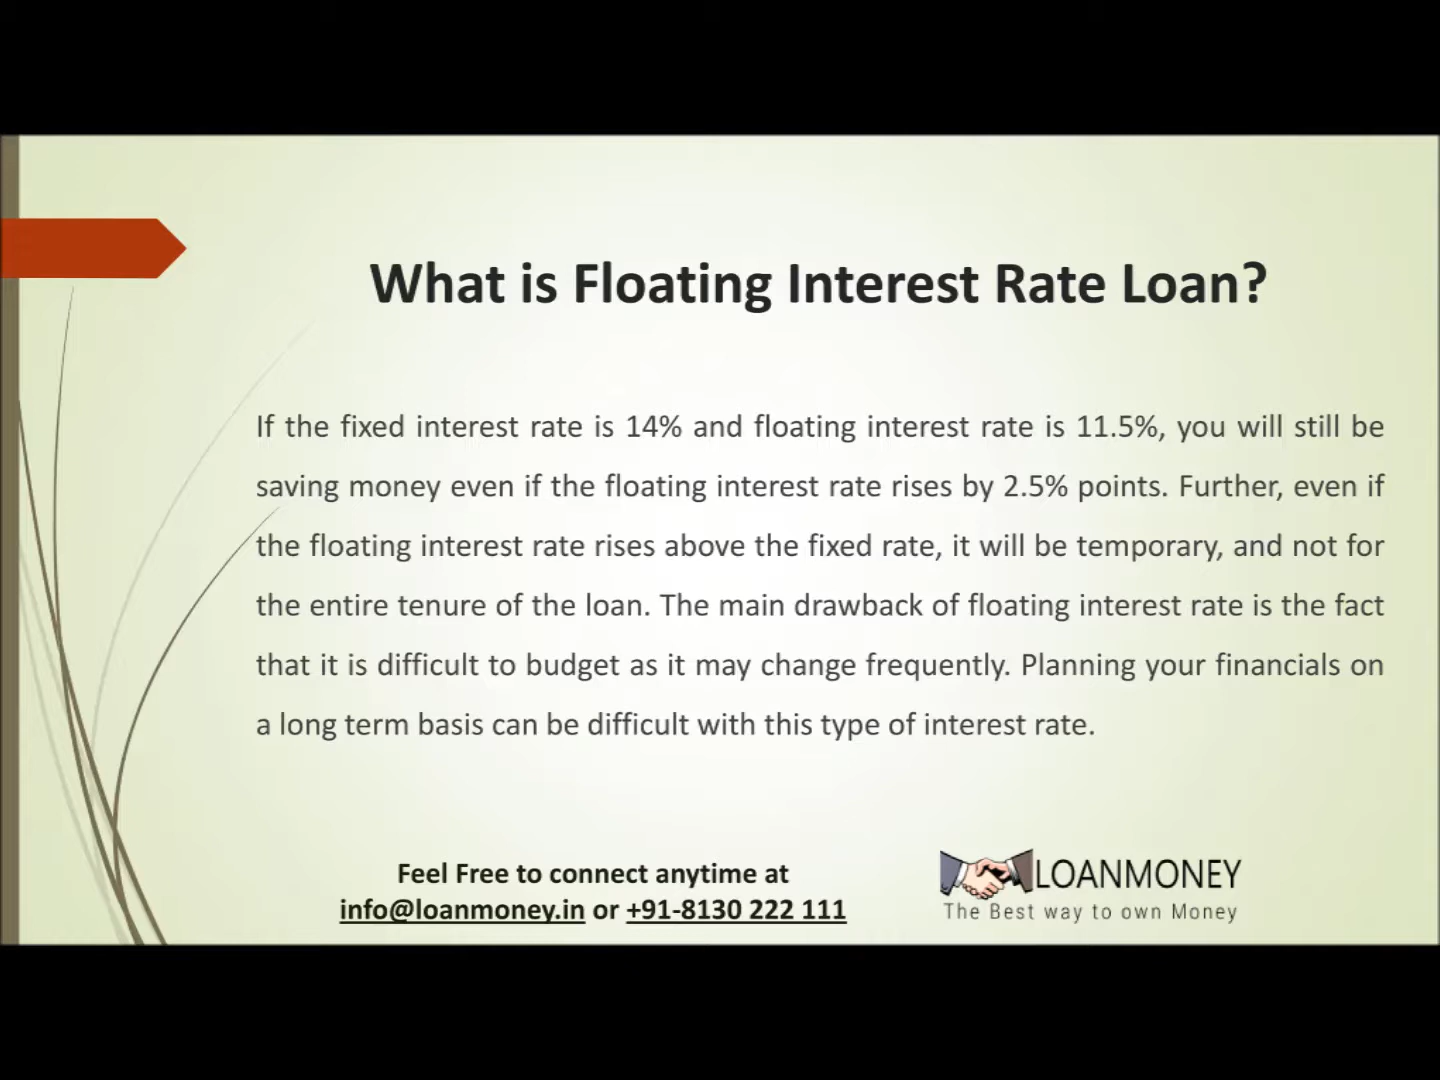 What is Floating Interest Rate Loan?
If the fixed interest rate is 14% and floating interest rate is 11.5%, you will still be
saving money even if the floating interest rate rises by 2.5% points. Further, even if
the floating interest rate rises above the fixed rate, it will be temporary, and not for
the entire tenure of the loan. The main drawback of floating interest rate is the fact
that it is difficult to budget as it may change frequently. Planning your financials on
a long term basis can be difficult with this type of interest rate.
Feel Free to connect anytime at
info@loanmoney.in or +91-8130 222 111
LOANMONEY
The Best way to own Money